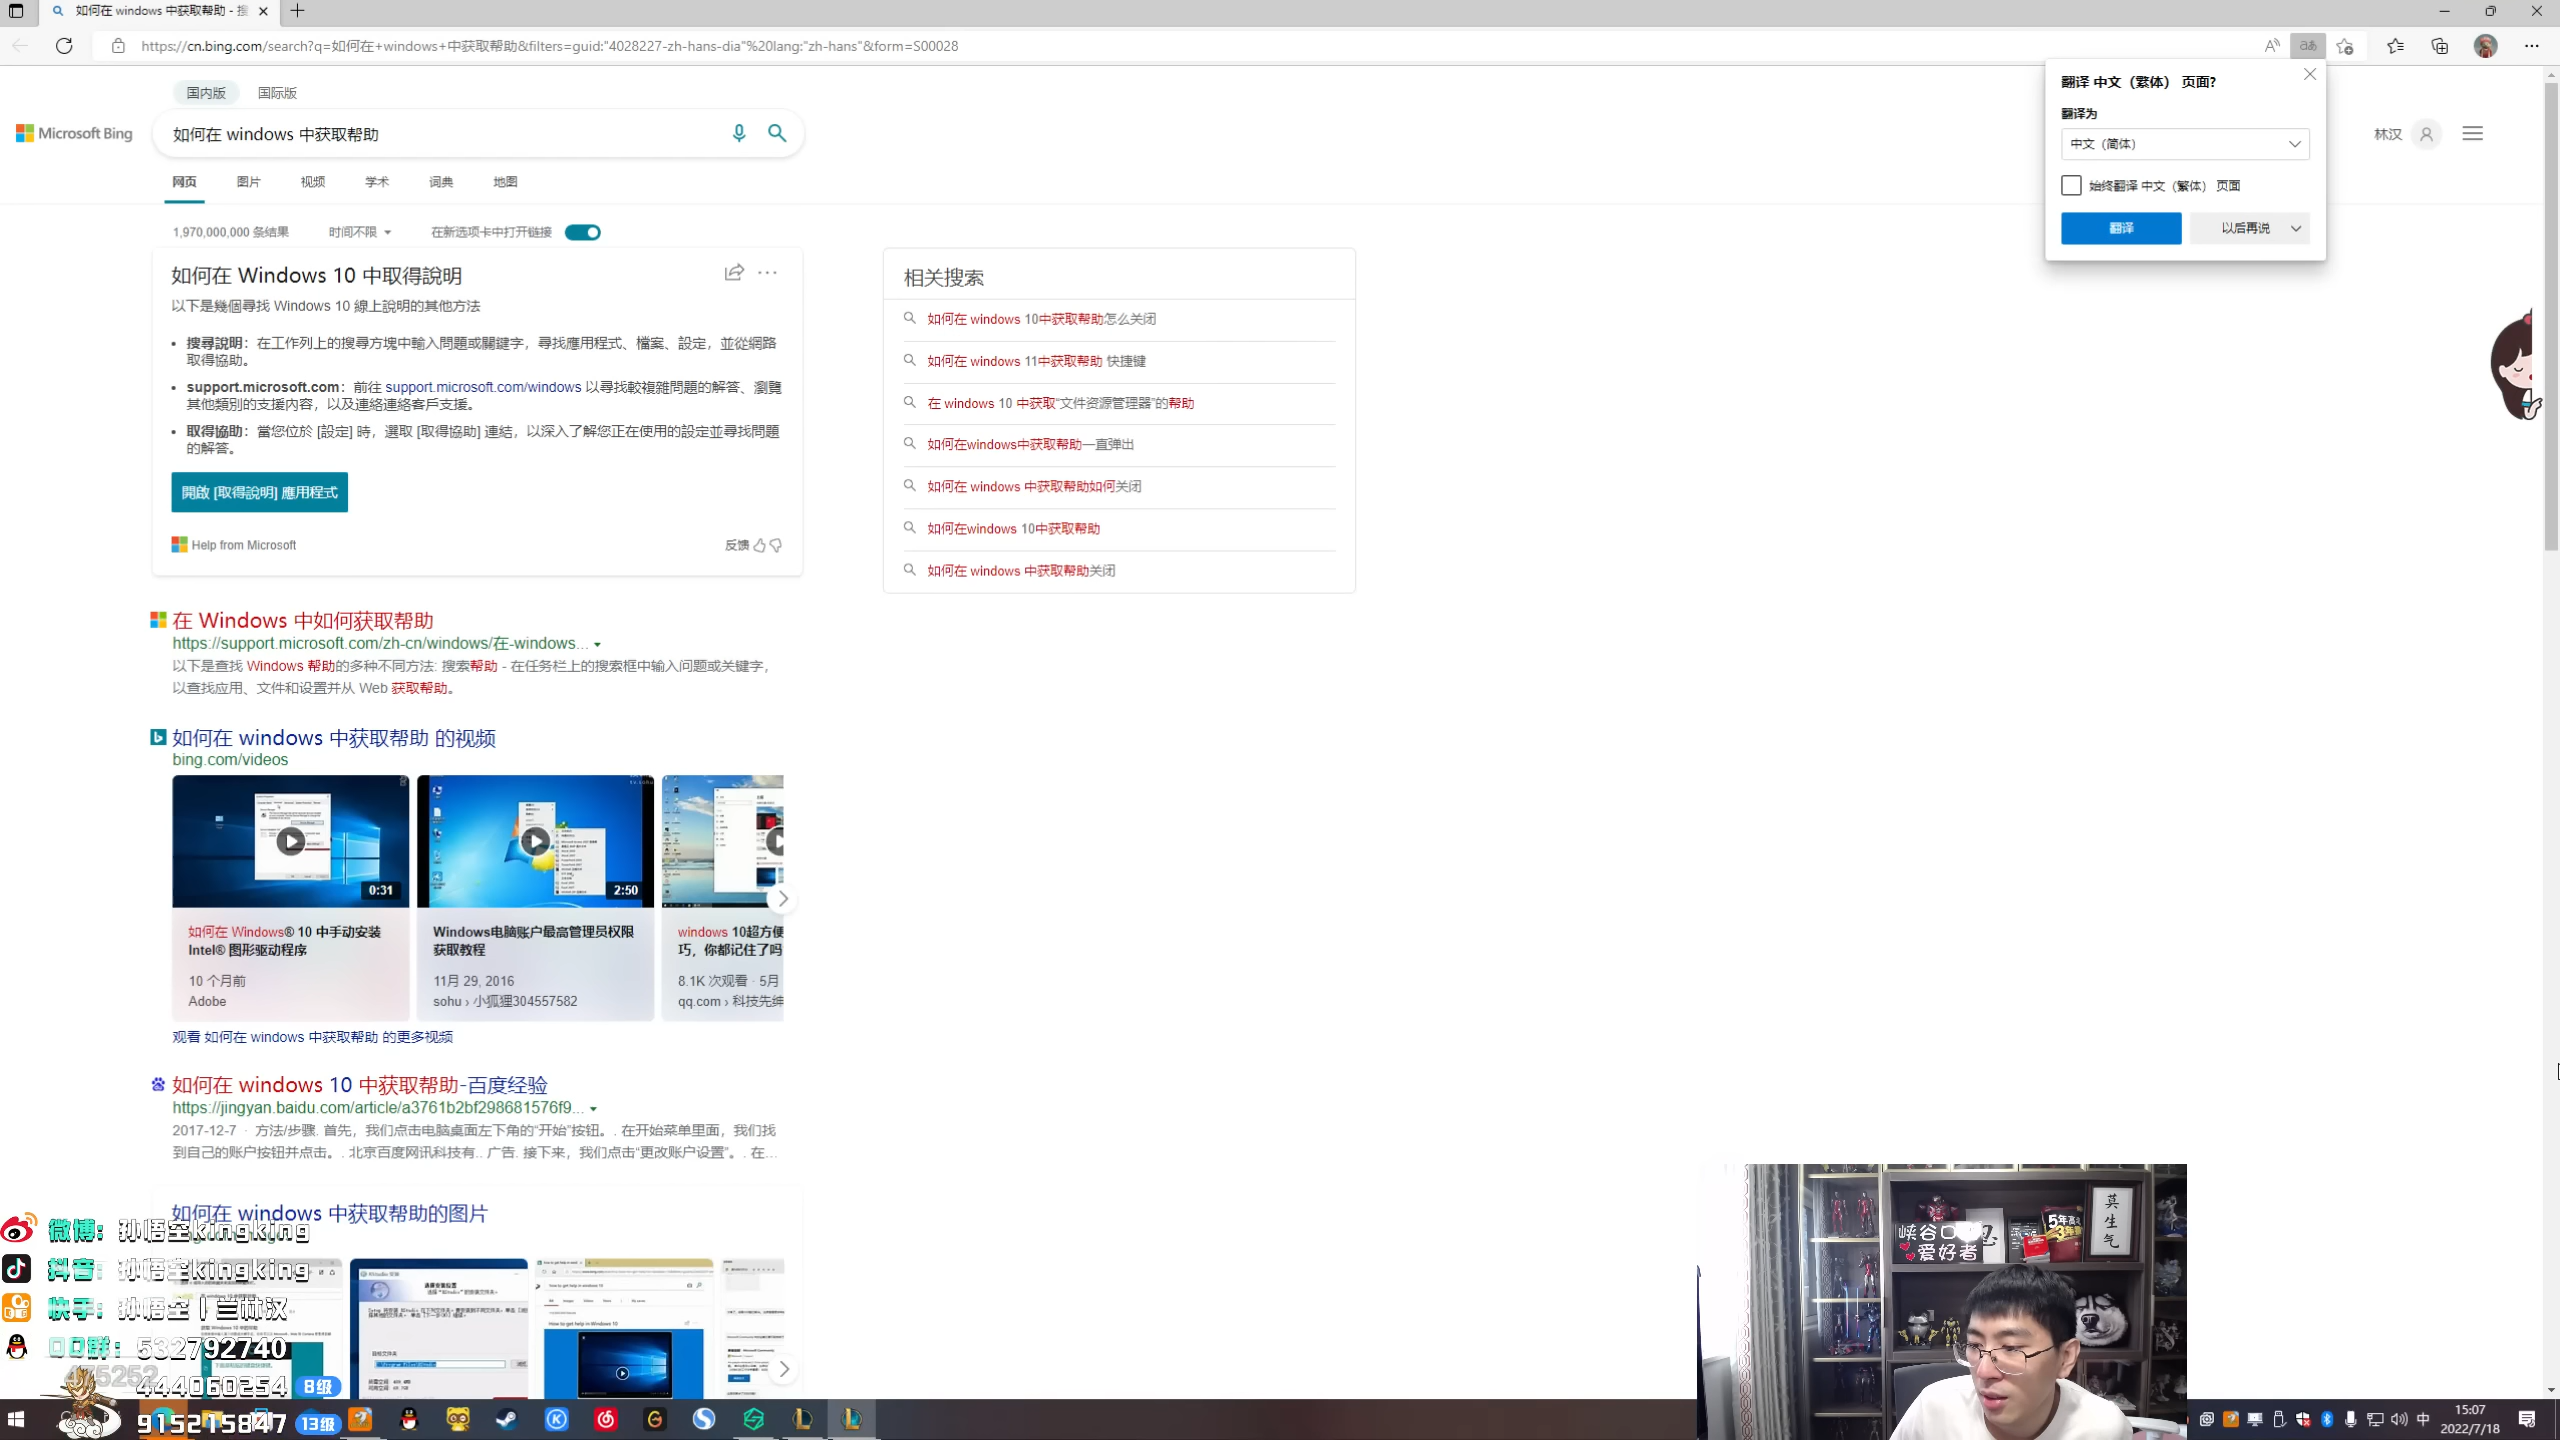 如何在 windows 中获取帮助 - 搜
https://cn.bing.com/search?q=如何在+windows+中获取帮助&filters=guid:"4028227-zh-hans-dia"%20lang:"zh-hans"&form=S00028
翻译 中文（繁体） 页面?
翻译为
中文（简体）
始终翻译 中文（繁体） 页面
翻译
以后再说
国内版 国际版
Microsoft Bing
如何在 windows 中获取帮助
林汉
网页 图片 视频 学术 词典 地图
1,970,000,000 条结果 时间不限 在新选项卡中打开链接
如何在 Windows 10 中取得說明
以下是幾個尋找 Windows 10 線上說明的其他方法
• 搜尋說明：在工作列上的搜尋方塊中輸入問題或關鍵字，尋找應用程式、檔案、設定，並從網路
取得協助。
• support.microsoft.com：前往 support.microsoft.com/windows 以尋找較複雜問題的解答、瀏覽
其他類別的支援內容，以及連絡連絡客戶支援。
• 取得協助：當您位於 [設定] 時，選取 [取得協助] 連結，以深入了解您正在使用的設定並尋找問題
的解答。
開啟 [取得說明] 應用程式
Help from Microsoft
反馈
相关搜索
如何在 windows 10中获取帮助怎么关闭
如何在 windows 11中获取帮助 快捷键
在 windows 10 中获取“文件资源管理器”的帮助
如何在windows中获取帮助一直弹出
如何在 windows 中获取帮助如何关闭
如何在windows 10中获取帮助
如何在 windows 中获取帮助关闭
在 Windows 中如何获取帮助
https://support.microsoft.com/zh-cn/windows/在-windows...
以下是查找 Windows 帮助的多种不同方法: 搜索帮助 - 在任务栏上的搜索框中输入问题或关键字，
以查找应用、文件和设置并从 Web 获取帮助。
如何在 windows 中获取帮助 的视频
bing.com/videos
0:31
2:50
如何在 Windows® 10 中手动安装
Intel® 图形驱动程序
10 个月前
Adobe
Windows电脑账户最高管理员权限
获取教程
11月 29, 2016
sohu › 小狐狸304557582
windows 10超方便
巧，你都记住了吗
8.1K 次观看 · 5月
qq.com › 科技先绅
观看 如何在 windows 中获取帮助 的更多视频
如何在 windows 10 中获取帮助-百度经验
https://jingyan.baidu.com/article/a3761b2bf298681576f9...
2017-12-7 · 方法/步骤. 首先，我们点击电脑桌面左下角的“开始”按钮。. 在开始菜单里面，我们找
到自己的账户按钮并点击。. 北京百度网讯科技有.. 广告. 接下来，我们点击“更改账户设置”。. 在...
如何在 windows 中获取帮助的图片
微博: 孙悟空kingking
抖音: 孙悟空kingking
快手: 孙悟空丨兰林汉
QQ群: 532792740
444060254 8级
915215847 13级
How to get help in Windows 10
峡谷口
爱好者
忍
5年高
3年
莫生气
中
15:07
2022/7/18